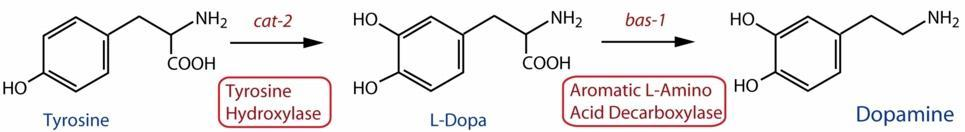 NH₂
COOH
HO
Tyrosine
cat-2
Tyrosine
Hydroxylase
HO
HO
NH₂
COOH
L-Dopa
bas-1
Aromatic L-Amino
Acid Decarboxylase
HO
HO
NH₂
Dopamine